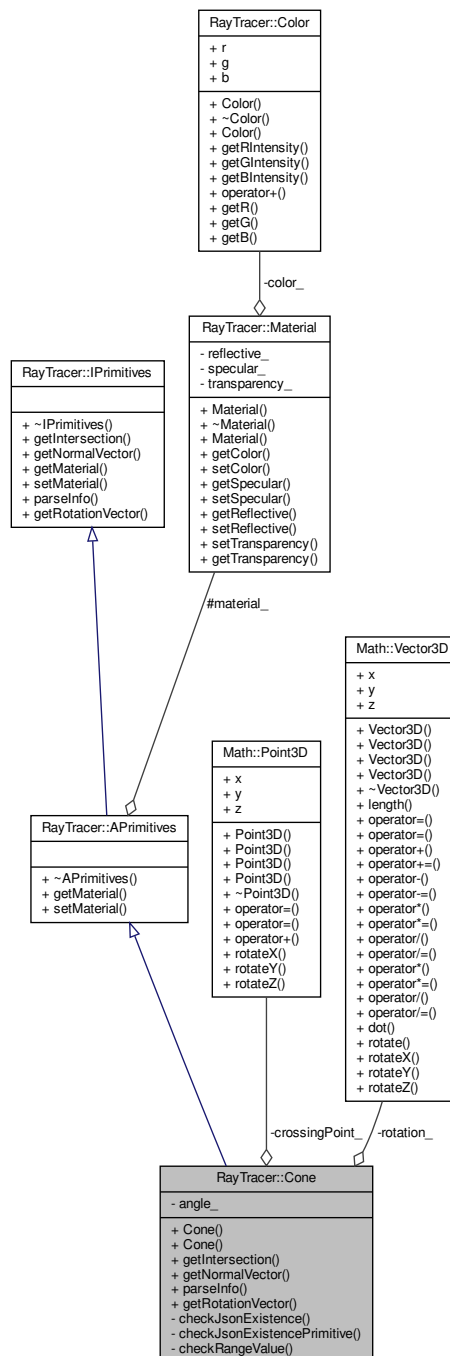 RayTracer::Color
+ r
+ g
+ b
+ Color()
+ ~Color()
+ Color()
+ getRIntensity()
+ getGIntensity()
+ getBIntensity()
+ operator+()
+ getR()
+ getG()
+ getB()
-color_
RayTracer::Material
- reflective_
- specular_
- transparency_
+ Material()
+ ~Material()
+ Material()
+ getColor()
+ setColor()
+ getSpecular()
+ setSpecular()
+ getReflective()
+ setReflective()
+ setTransparency()
+ getTransparency()
RayTracer::IPrimitives
+ ~IPrimitives()
+ getIntersection()
+ getNormalVector()
+ getMaterial()
+ setMaterial()
+ parseInfo()
+ getRotationVector()
#material_
Math::Vector3D
+ x
+ y
+ z
+ Vector3D()
+ Vector3D()
+ Vector3D()
+ Vector3D()
+ ~Vector3D()
+ length()
+ operator=()
+ operator=()
+ operator+()
+ operator+=()
+ operator-()
+ operator-=()
+ operator*()
+ operator*=()
+ operator/()
+ operator/=()
+ operator*()
+ operator*=()
+ operator/()
+ operator/=()
+ dot()
+ rotate()
+ rotateX()
+ rotateY()
+ rotateZ()
Math::Point3D
+ x
+ y
+ z
+ Point3D()
+ Point3D()
+ Point3D()
+ Point3D()
+ ~Point3D()
+ operator=()
+ operator=()
+ operator+()
+ rotateX()
+ rotateY()
+ rotateZ()
RayTracer::APrimitives
+ ~APrimitives()
+ getMaterial()
+ setMaterial()
-crossingPoint_
-rotation_
RayTracer::Cone
- angle_
+ Cone()
+ Cone()
+ getIntersection()
+ getNormalVector()
+ parseInfo()
+ getRotationVector()
- checkJsonExistence()
- checkJsonExistencePrimitive()
- checkRangeValue()